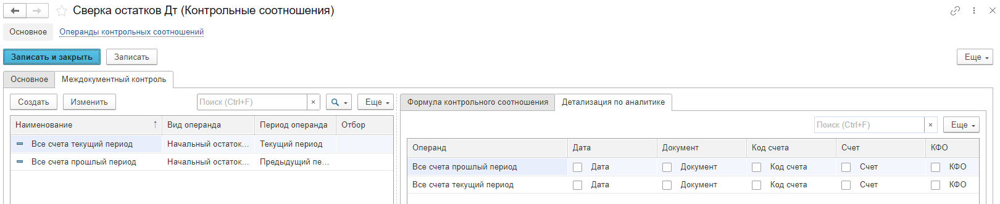 Сверка остатков Дт (Контрольные соотношения)
Основное Операнды контрольных соотношений
Записать и закрыть Записать Еще
Основное Междокументный контроль
Создать Изменить Поиск (Ctrl+F) × Еще
Наименование ↑ Вид операнда Период операнда Отбор
Все счета текущий период Начальный остаток... Текущий период
Все счета прошлый период Начальный остаток... Предыдущий пе...
Формула контрольного соотношения Детализация по аналитике
Поиск (Ctrl+F) × Еще
Операнд Дата Документ Код счета Счет КФО
Все счета прошлый период Дата Документ Код счета Счет КФО
Все счета текущий период Дата Документ Код счета Счет КФО